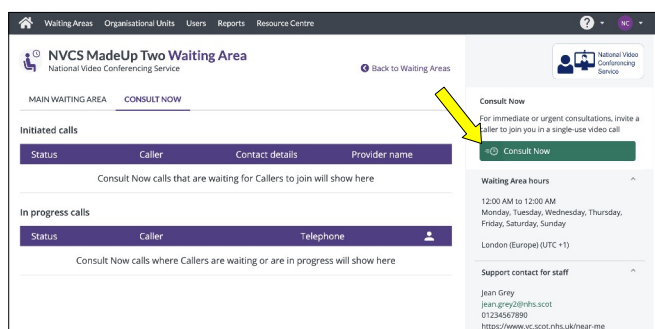 Waiting Areas Organisational Units Users Reports Resource Centre ? NC
NVCS MadeUp Two Waiting Area
National Video Conferencing Service
Back to Waiting Areas
National Video
Conferencing
Service
MAIN WAITING AREA CONSULT NOW
Initiated calls
Status Caller Contact details Provider name
Consult Now calls that are waiting for Callers to join will show here
In progress calls
Status Caller Telephone
Consult Now calls where Callers are waiting or are in progress will show here
Consult Now
For immediate or urgent consultations, invite a
caller to join you in a single-use video call
Consult Now
Waiting Area hours
12:00 AM to 12:00 AM
Monday, Tuesday, Wednesday, Thursday,
Friday, Saturday, Sunday
London (Europe) (UTC +1)
Support contact for staff
Jean Grey
jean.grey2@nhs.scot
01234567890
https://www.vc.scot.nhs.uk/near-me